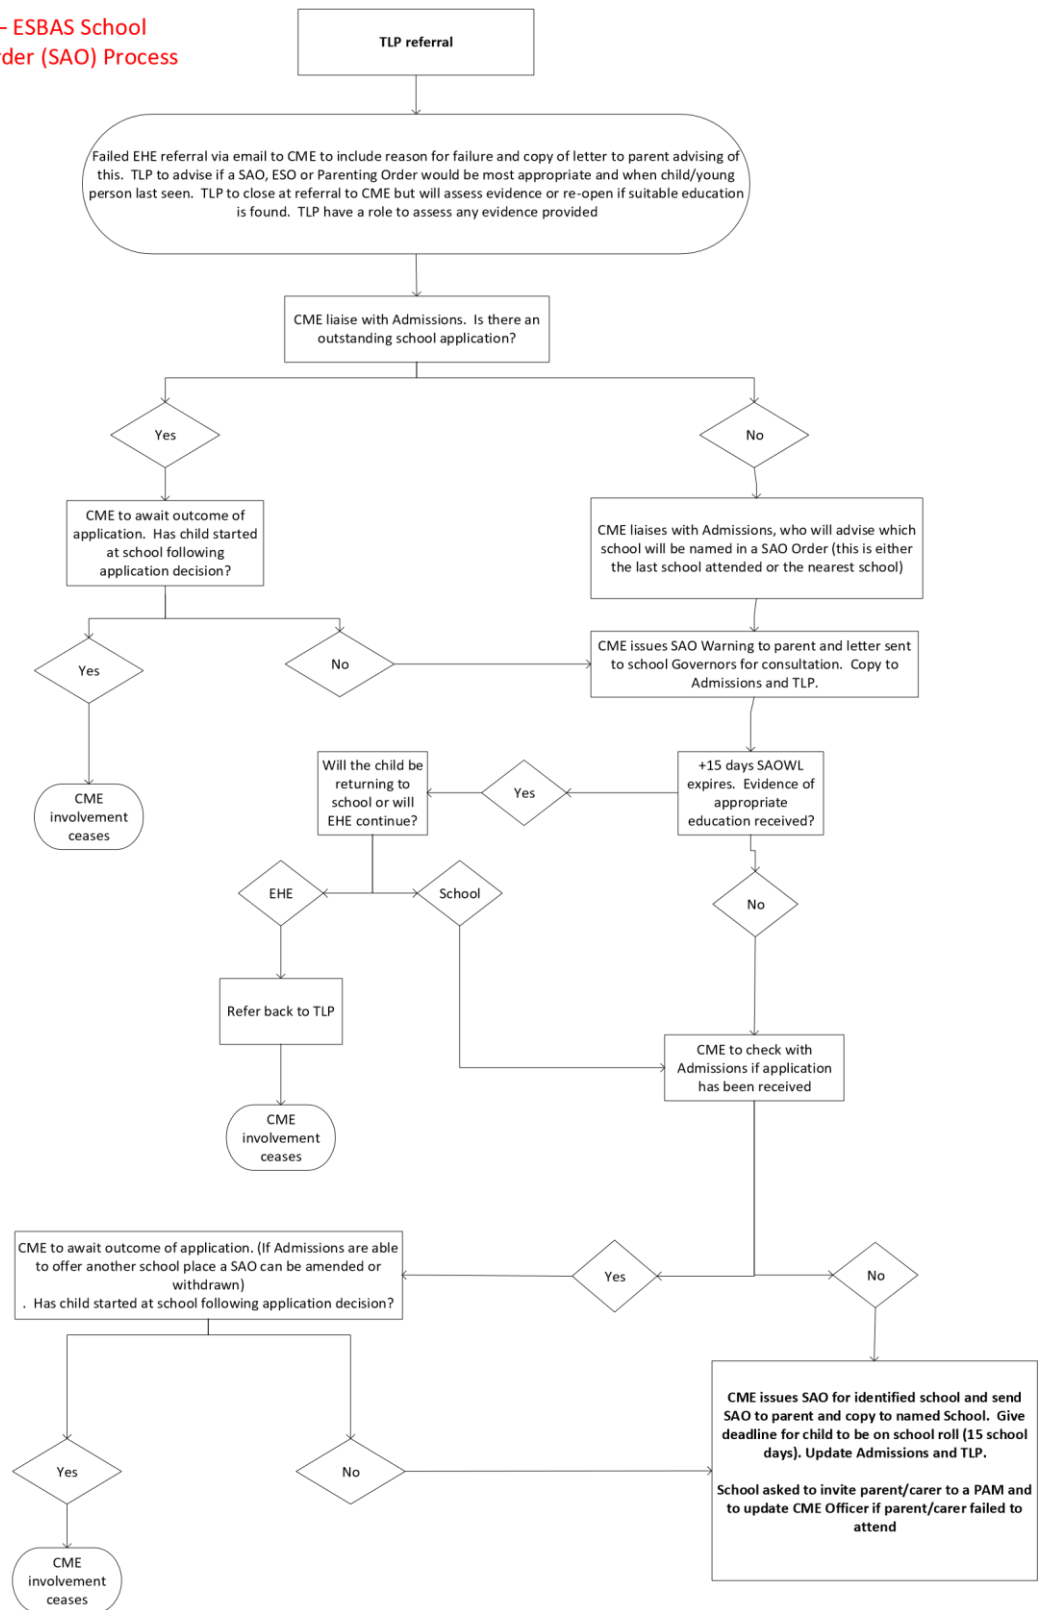 – ESBAS School
rder (SAO) Process
TLP referral
Failed EHE referral via email to CME to include reason for failure and copy of letter to parent advising of
this.  TLP to advise if a SAO, ESO or Parenting Order would be most appropriate and when child/young
person last seen.  TLP to close at referral to CME but will assess evidence or re-open if suitable education
is found.  TLP have a role to assess any evidence provided
CME liaise with Admissions.  Is there an
outstanding school application?
Yes
No
CME to await outcome of
application.  Has child started
at school following
application decision?
CME liaises with Admissions, who will advise which
school will be named in a SAO Order (this is either
the last school attended or the nearest school)
Yes
No
CME issues SAO Warning to parent and letter sent
to school Governors for consultation.  Copy to
Admissions and TLP.
CME
involvement
ceases
Will the child be
returning to
school or will
EHE continue?
Yes
+15 days SAOWL
expires.  Evidence of
appropriate
education received?
EHE
School
No
Refer back to TLP
CME to check with
Admissions if application
has been received
CME
involvement
ceases
CME to await outcome of application. (If Admissions are able
to offer another school place a SAO can be amended or
withdrawn)
.  Has child started at school following application decision?
Yes
No
CME issues SAO for identified school and send
SAO to parent and copy to named School.  Give
deadline for child to be on school roll (15 school
days). Update Admissions and TLP.
School asked to invite parent/carer to a PAM and
to update CME Officer if parent/carer failed to
attend
Yes
No
CME
involvement
ceases